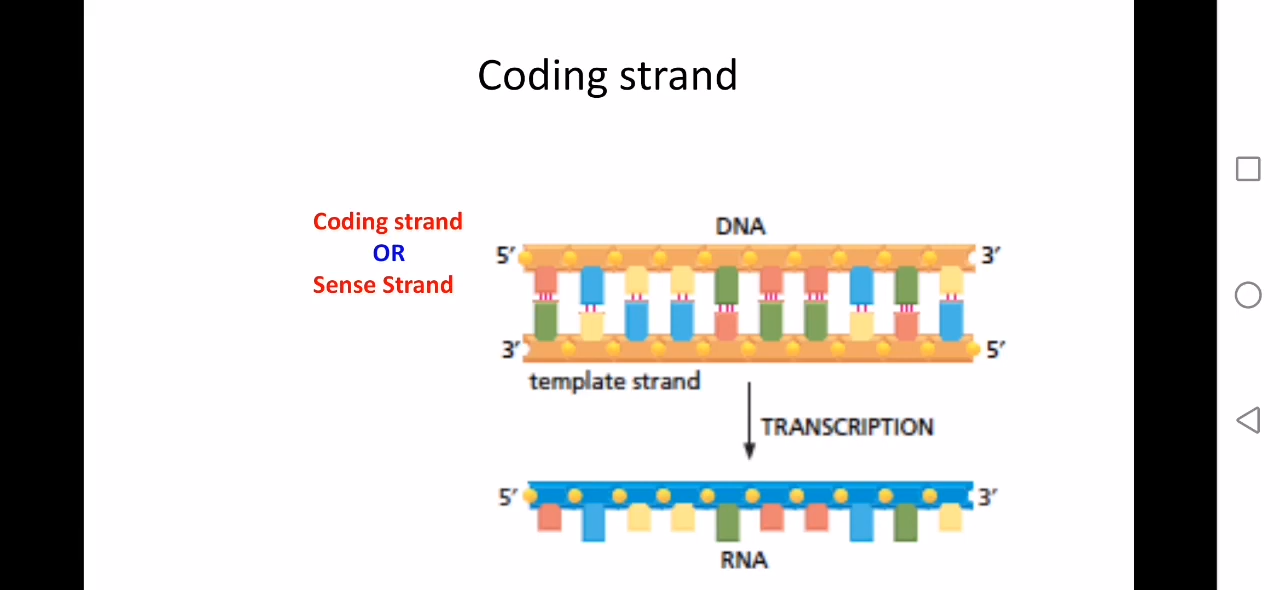 Coding strand
Coding strand
OR
Sense Strand
DNA
5′ 3′
3′ 5′
template strand
TRANSCRIPTION
5′ 3′
RNA